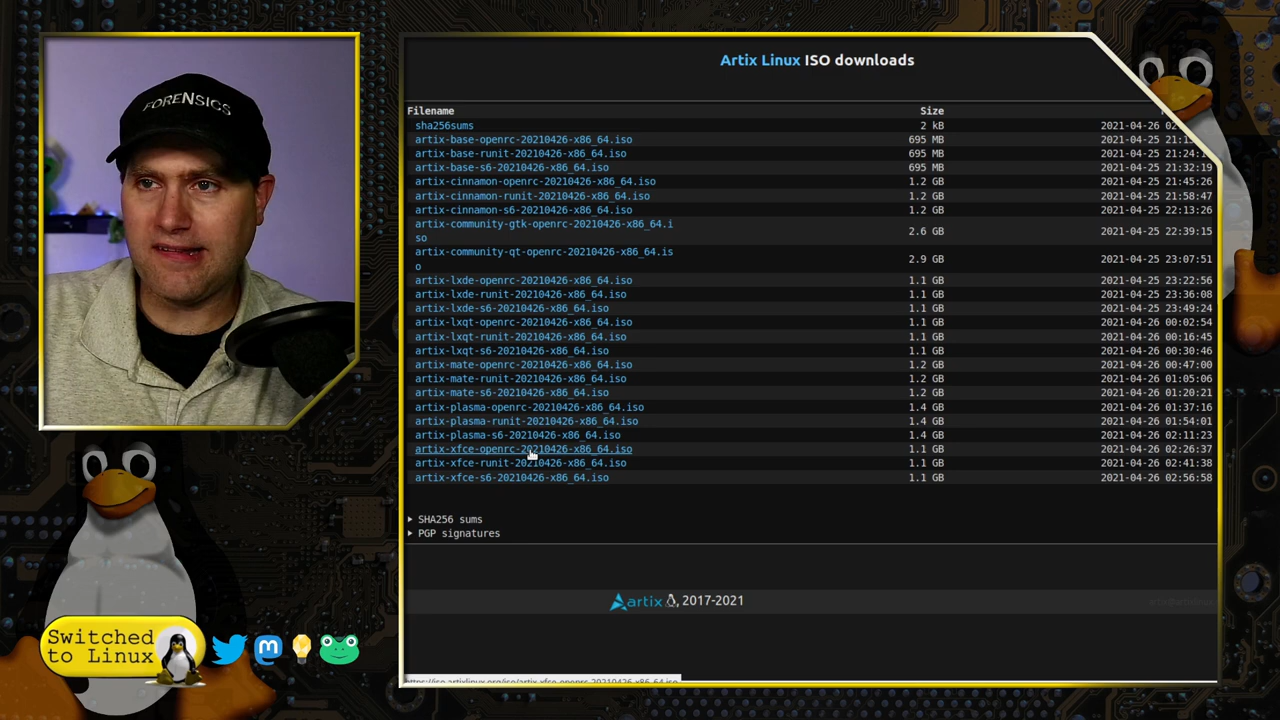 FORENSICS
Switched
to Linux
Artix Linux ISO downloads
Filename Size
sha256sums 2 kB 2021-04-26
artix-base-openrc-20210426-x86_64.iso 695 MB 2021-04-25
artix-base-runit-20210426-x86_64.iso 695 MB 2021-04-25
artix-base-s6-20210426-x86_64.iso 695 MB 2021-04-25 21:32:19
artix-cinnamon-openrc-20210426-x86_64.iso 1.2 GB 2021-04-25 21:45:26
artix-cinnamon-runit-20210426-x86_64.iso 1.2 GB 2021-04-25 21:58:47
artix-cinnamon-s6-20210426-x86_64.iso 1.2 GB 2021-04-25 22:13:26
artix-community-gtk-openrc-20210426-x86_64.i
so 2.6 GB 2021-04-25 22:39:15
artix-community-qt-openrc-20210426-x86_64.is
o 2.9 GB 2021-04-25 23:07:51
artix-lxde-openrc-20210426-x86_64.iso 1.1 GB 2021-04-25 23:22:56
artix-lxde-runit-20210426-x86_64.iso 1.1 GB 2021-04-25 23:36:08
artix-lxde-s6-20210426-x86_64.iso 1.1 GB 2021-04-25 23:49:24
artix-lxqt-openrc-20210426-x86_64.iso 1.1 GB 2021-04-26 00:02:54
artix-lxqt-runit-20210426-x86_64.iso 1.1 GB 2021-04-26 00:16:45
artix-lxqt-s6-20210426-x86_64.iso 1.1 GB 2021-04-26 00:30:46
artix-mate-openrc-20210426-x86_64.iso 1.2 GB 2021-04-26 00:47:00
artix-mate-runit-20210426-x86_64.iso 1.2 GB 2021-04-26 01:05:06
artix-mate-s6-20210426-x86_64.iso 1.2 GB 2021-04-26 01:20:21
artix-plasma-openrc-20210426-x86_64.iso 1.4 GB 2021-04-26 01:37:16
artix-plasma-runit-20210426-x86_64.iso 1.4 GB 2021-04-26 01:54:01
artix-plasma-s6-20210426-x86_64.iso 1.4 GB 2021-04-26 02:11:23
artix-xfce-openrc-20210426-x86_64.iso 1.1 GB 2021-04-26 02:26:37
artix-xfce-runit-20210426-x86_64.iso 1.1 GB 2021-04-26 02:41:38
artix-xfce-s6-20210426-x86_64.iso 1.1 GB 2021-04-26 02:56:58
SHA256 sums
PGP signatures
artix , 2017-2021